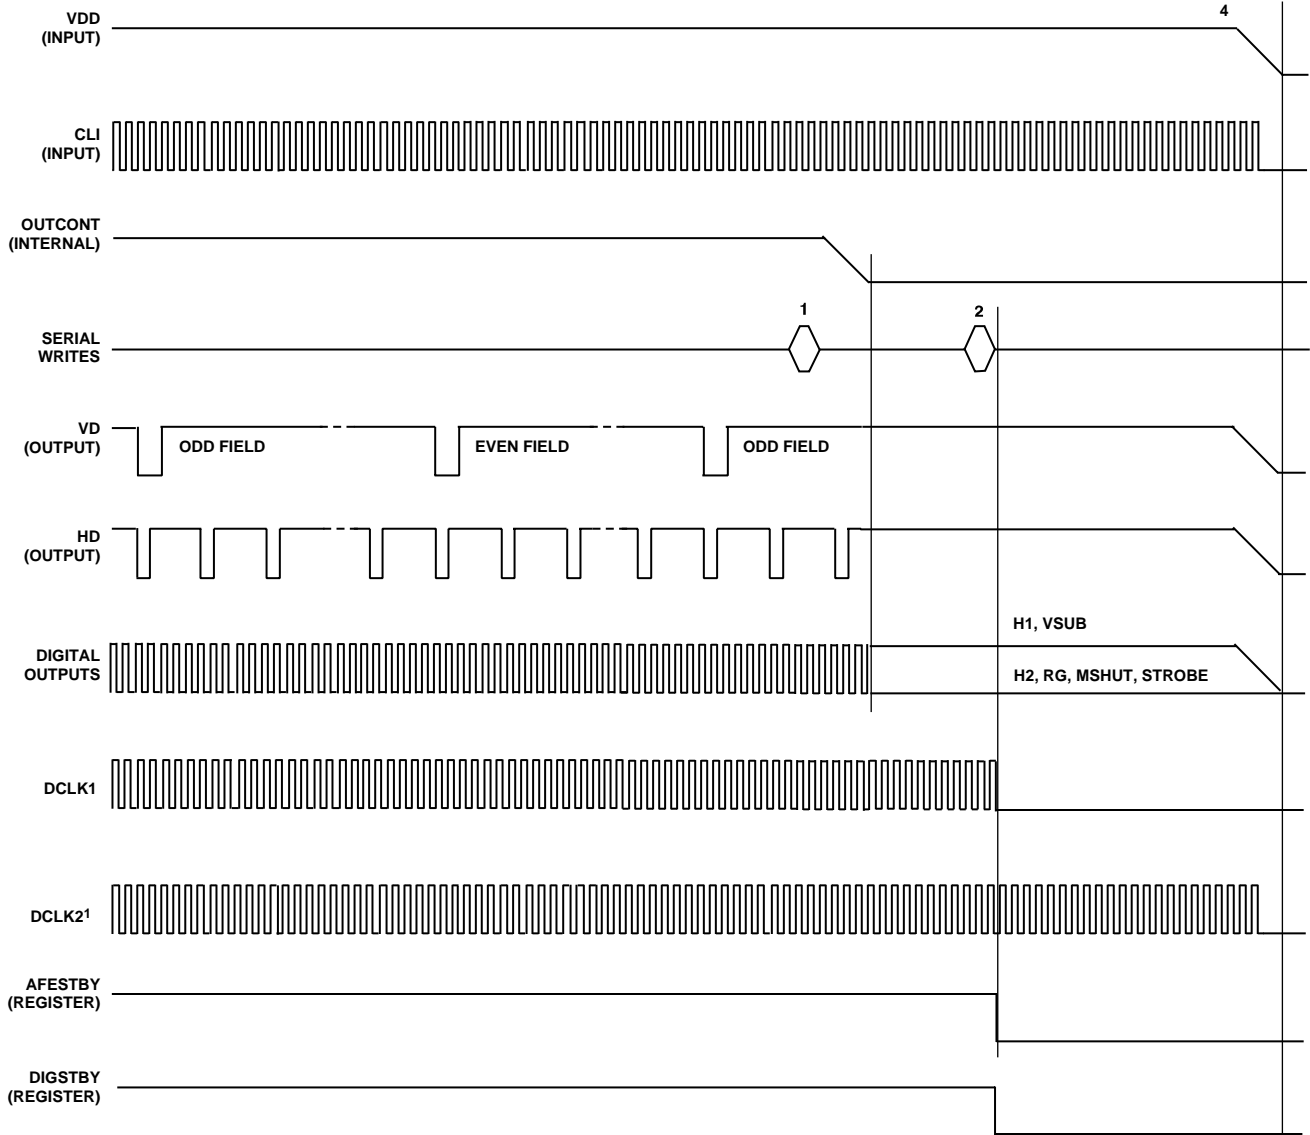 VDD
(INPUT)
4
CLI
(INPUT)
OUTCONT
(INTERNAL)
1
2
SERIAL
WRITES
VD
(OUTPUT)
ODD FIELD
EVEN FIELD
ODD FIELD
HD
(OUTPUT)
H1, VSUB
DIGITAL
OUTPUTS
H2, RG, MSHUT, STROBE
DCLK1
DCLK2¹
AFESTBY
(REGISTER)
DIGSTBY
(REGISTER)